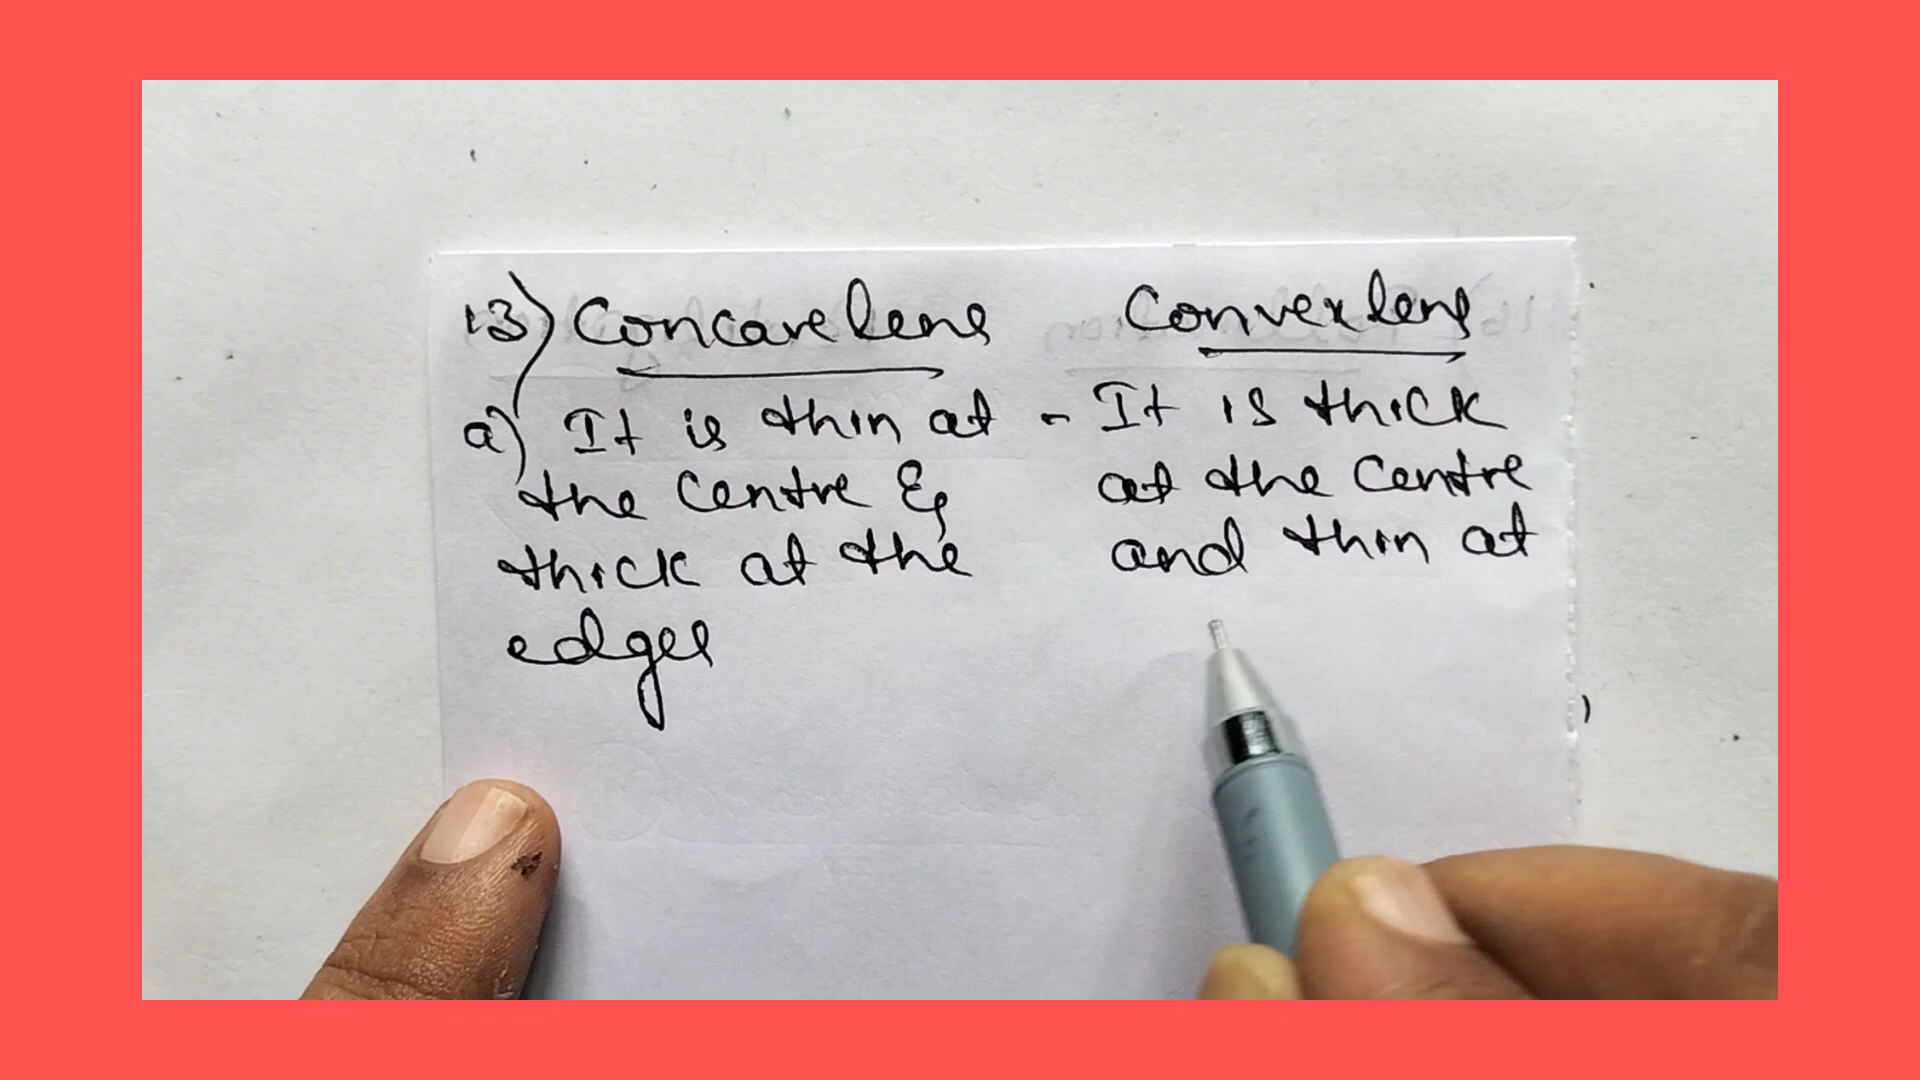 13) Concave lens Convex lens
a) It is thin at - It is thick
the centre & at the centre
thick at the and thin at
edges